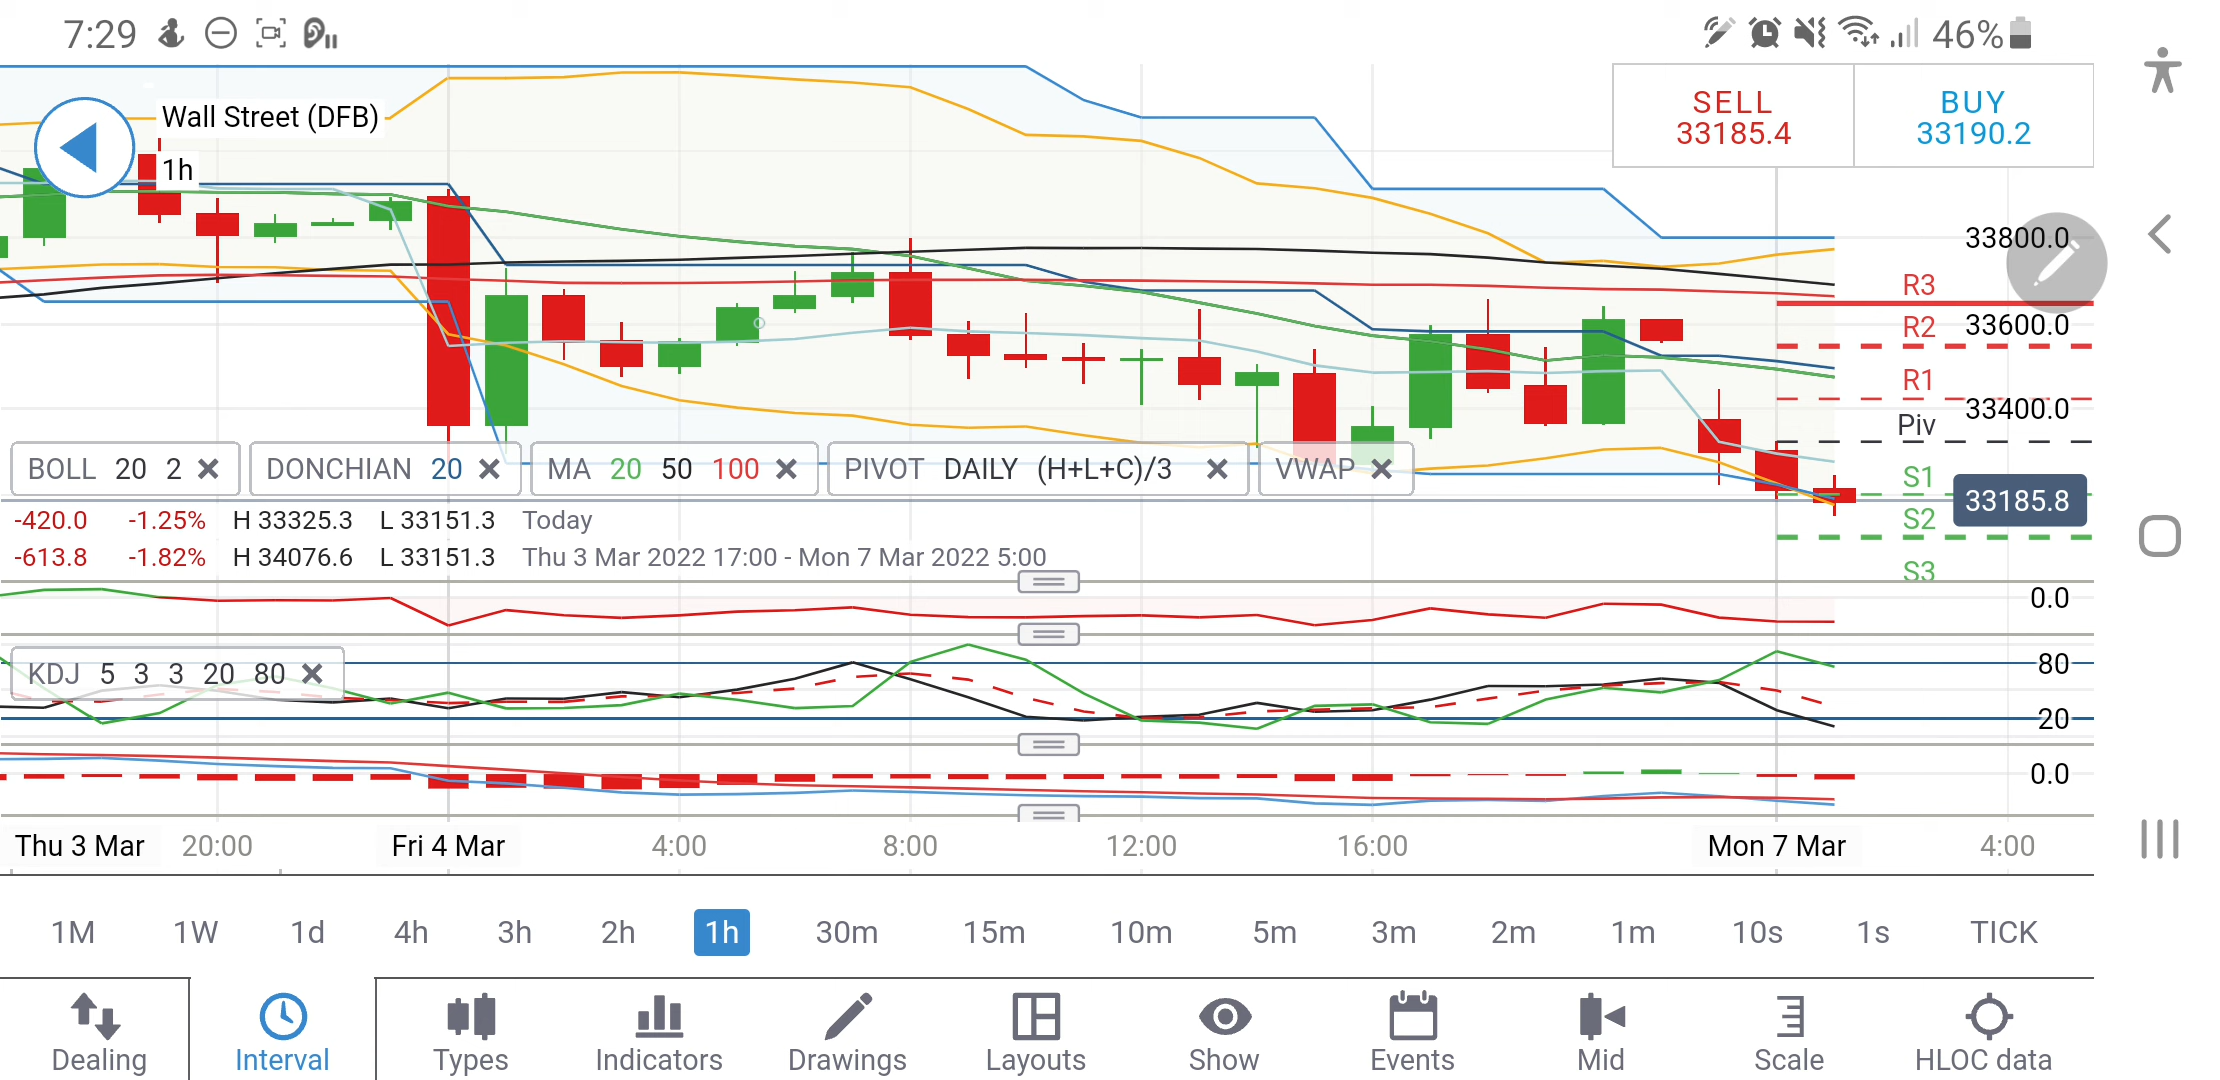 7:29
46%
Wall Street (DFB)
1h
SELL
33185.4
BUY
33190.2
33800.0
R3
R2
33600.0
R1
33400.0
Piv
S1
33185.8
S2
S3
BOLL 20 2
DONCHIAN 20
MA 20 50 100
PIVOT DAILY (H+L+C)/3
VWAP
-420.0 -1.25% H 33325.3 L 33151.3 Today
-613.8 -1.82% H 34076.6 L 33151.3 Thu 3 Mar 2022 17:00 - Mon 7 Mar 2022 5:00
0.0
KDJ 5 3 3 20 80
80
20
0.0
Thu 3 Mar 20:00 Fri 4 Mar 4:00 8:00 12:00 16:00 Mon 7 Mar 4:00
1M 1W 1d 4h 3h 2h 1h 30m 15m 10m 5m 3m 2m 1m 10s 1s TICK
Dealing Interval Types Indicators Drawings Layouts Show Events Mid Scale HLOC data